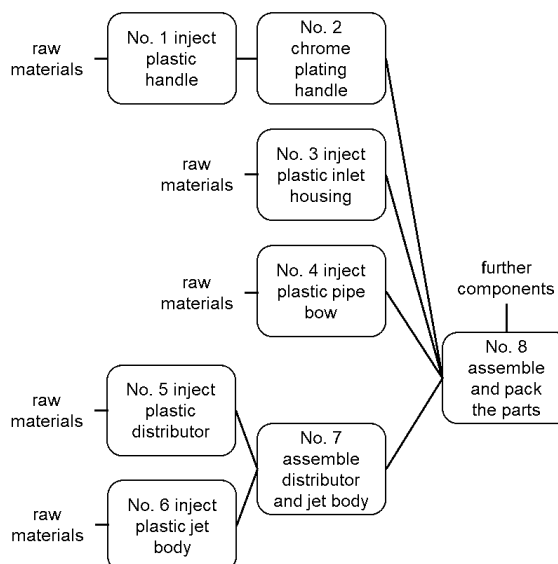 raw
materials
No. 1 inject
plastic
handle
No. 2
chrome
plating
handle
raw
materials
No. 3 inject
plastic inlet
housing
raw
materials
No. 4 inject
plastic pipe
bow
further
components
No. 8
assemble
and pack
the parts
raw
materials
No. 5 inject
plastic
distributor
No. 7
assemble
distributor
and jet body
raw
materials
No. 6 inject
plastic jet
body